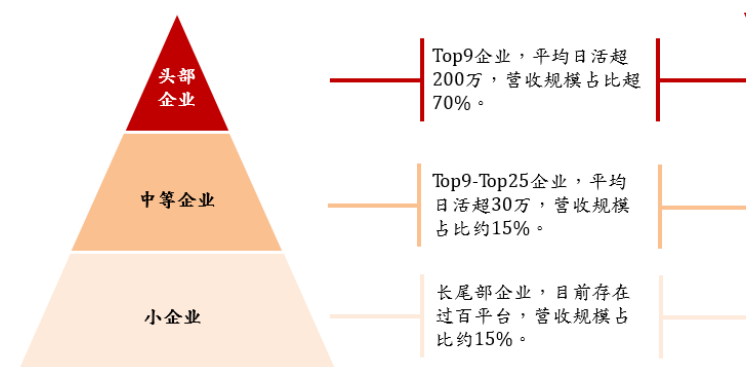 头部
企业
Top9企业，平均日活超
200万，营收规模占比超
70%。
中等企业
Top9-Top25企业，平均
日活超30万，营收规模
占比约15%。
小企业
长尾部企业，目前存在
过百平台，营收规模占
比约15%。